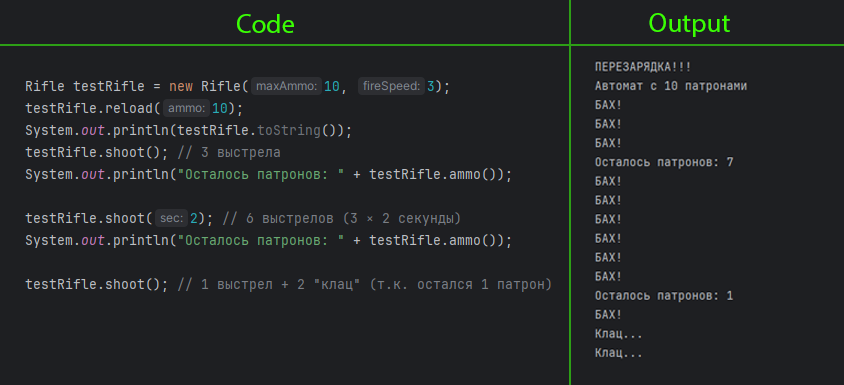 Code
Rifle testRifle = new Rifle( maxAmmo: 10, fireSpeed: 3);
testRifle.reload( ammo: 10);
System.out.println(testRifle.toString());
testRifle.shoot(); // 3 выстрела
System.out.println("Осталось патронов: " + testRifle.ammo());
testRifle.shoot( sec: 2); // 6 выстрелов (3 × 2 секунды)
System.out.println("Осталось патронов: " + testRifle.ammo());
testRifle.shoot(); // 1 выстрел + 2 "клац" (т.к. остался 1 патрон)
Output
ПЕРЕЗАРЯДКА!!!
Автомат с 10 патронами
БАХ!
БАХ!
БАХ!
Осталось патронов: 7
БАХ!
БАХ!
БАХ!
БАХ!
БАХ!
БАХ!
Осталось патронов: 1
БАХ!
Клац...
Клац...